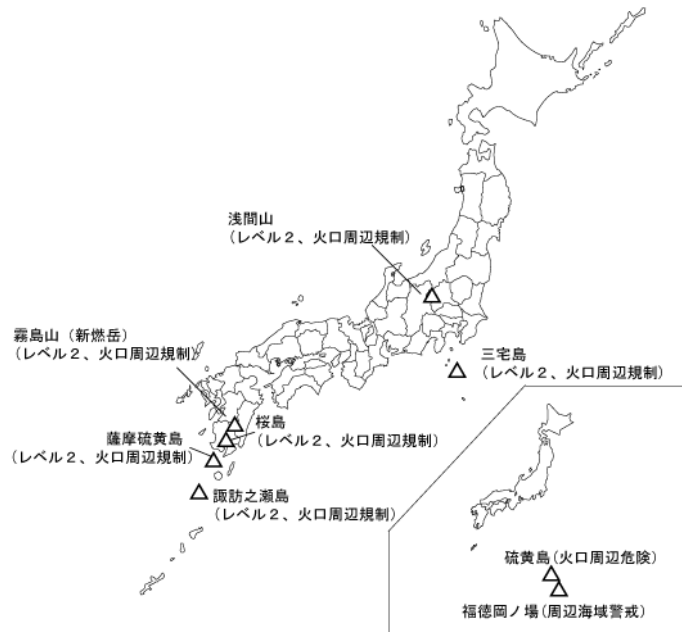 浅間山
（レベル２、火口周辺規制）
霧島山（新燃岳）
（レベル２、火口周辺規制）
三宅島
（レベル２、火口周辺規制）
桜島
（レベル２、火口周辺規制）
薩摩硫黄島
（レベル２、火口周辺規制）
諏訪之瀬島
（レベル２、火口周辺規制）
硫黄島(火口周辺危険)
福徳岡ノ場(周辺海域警戒)